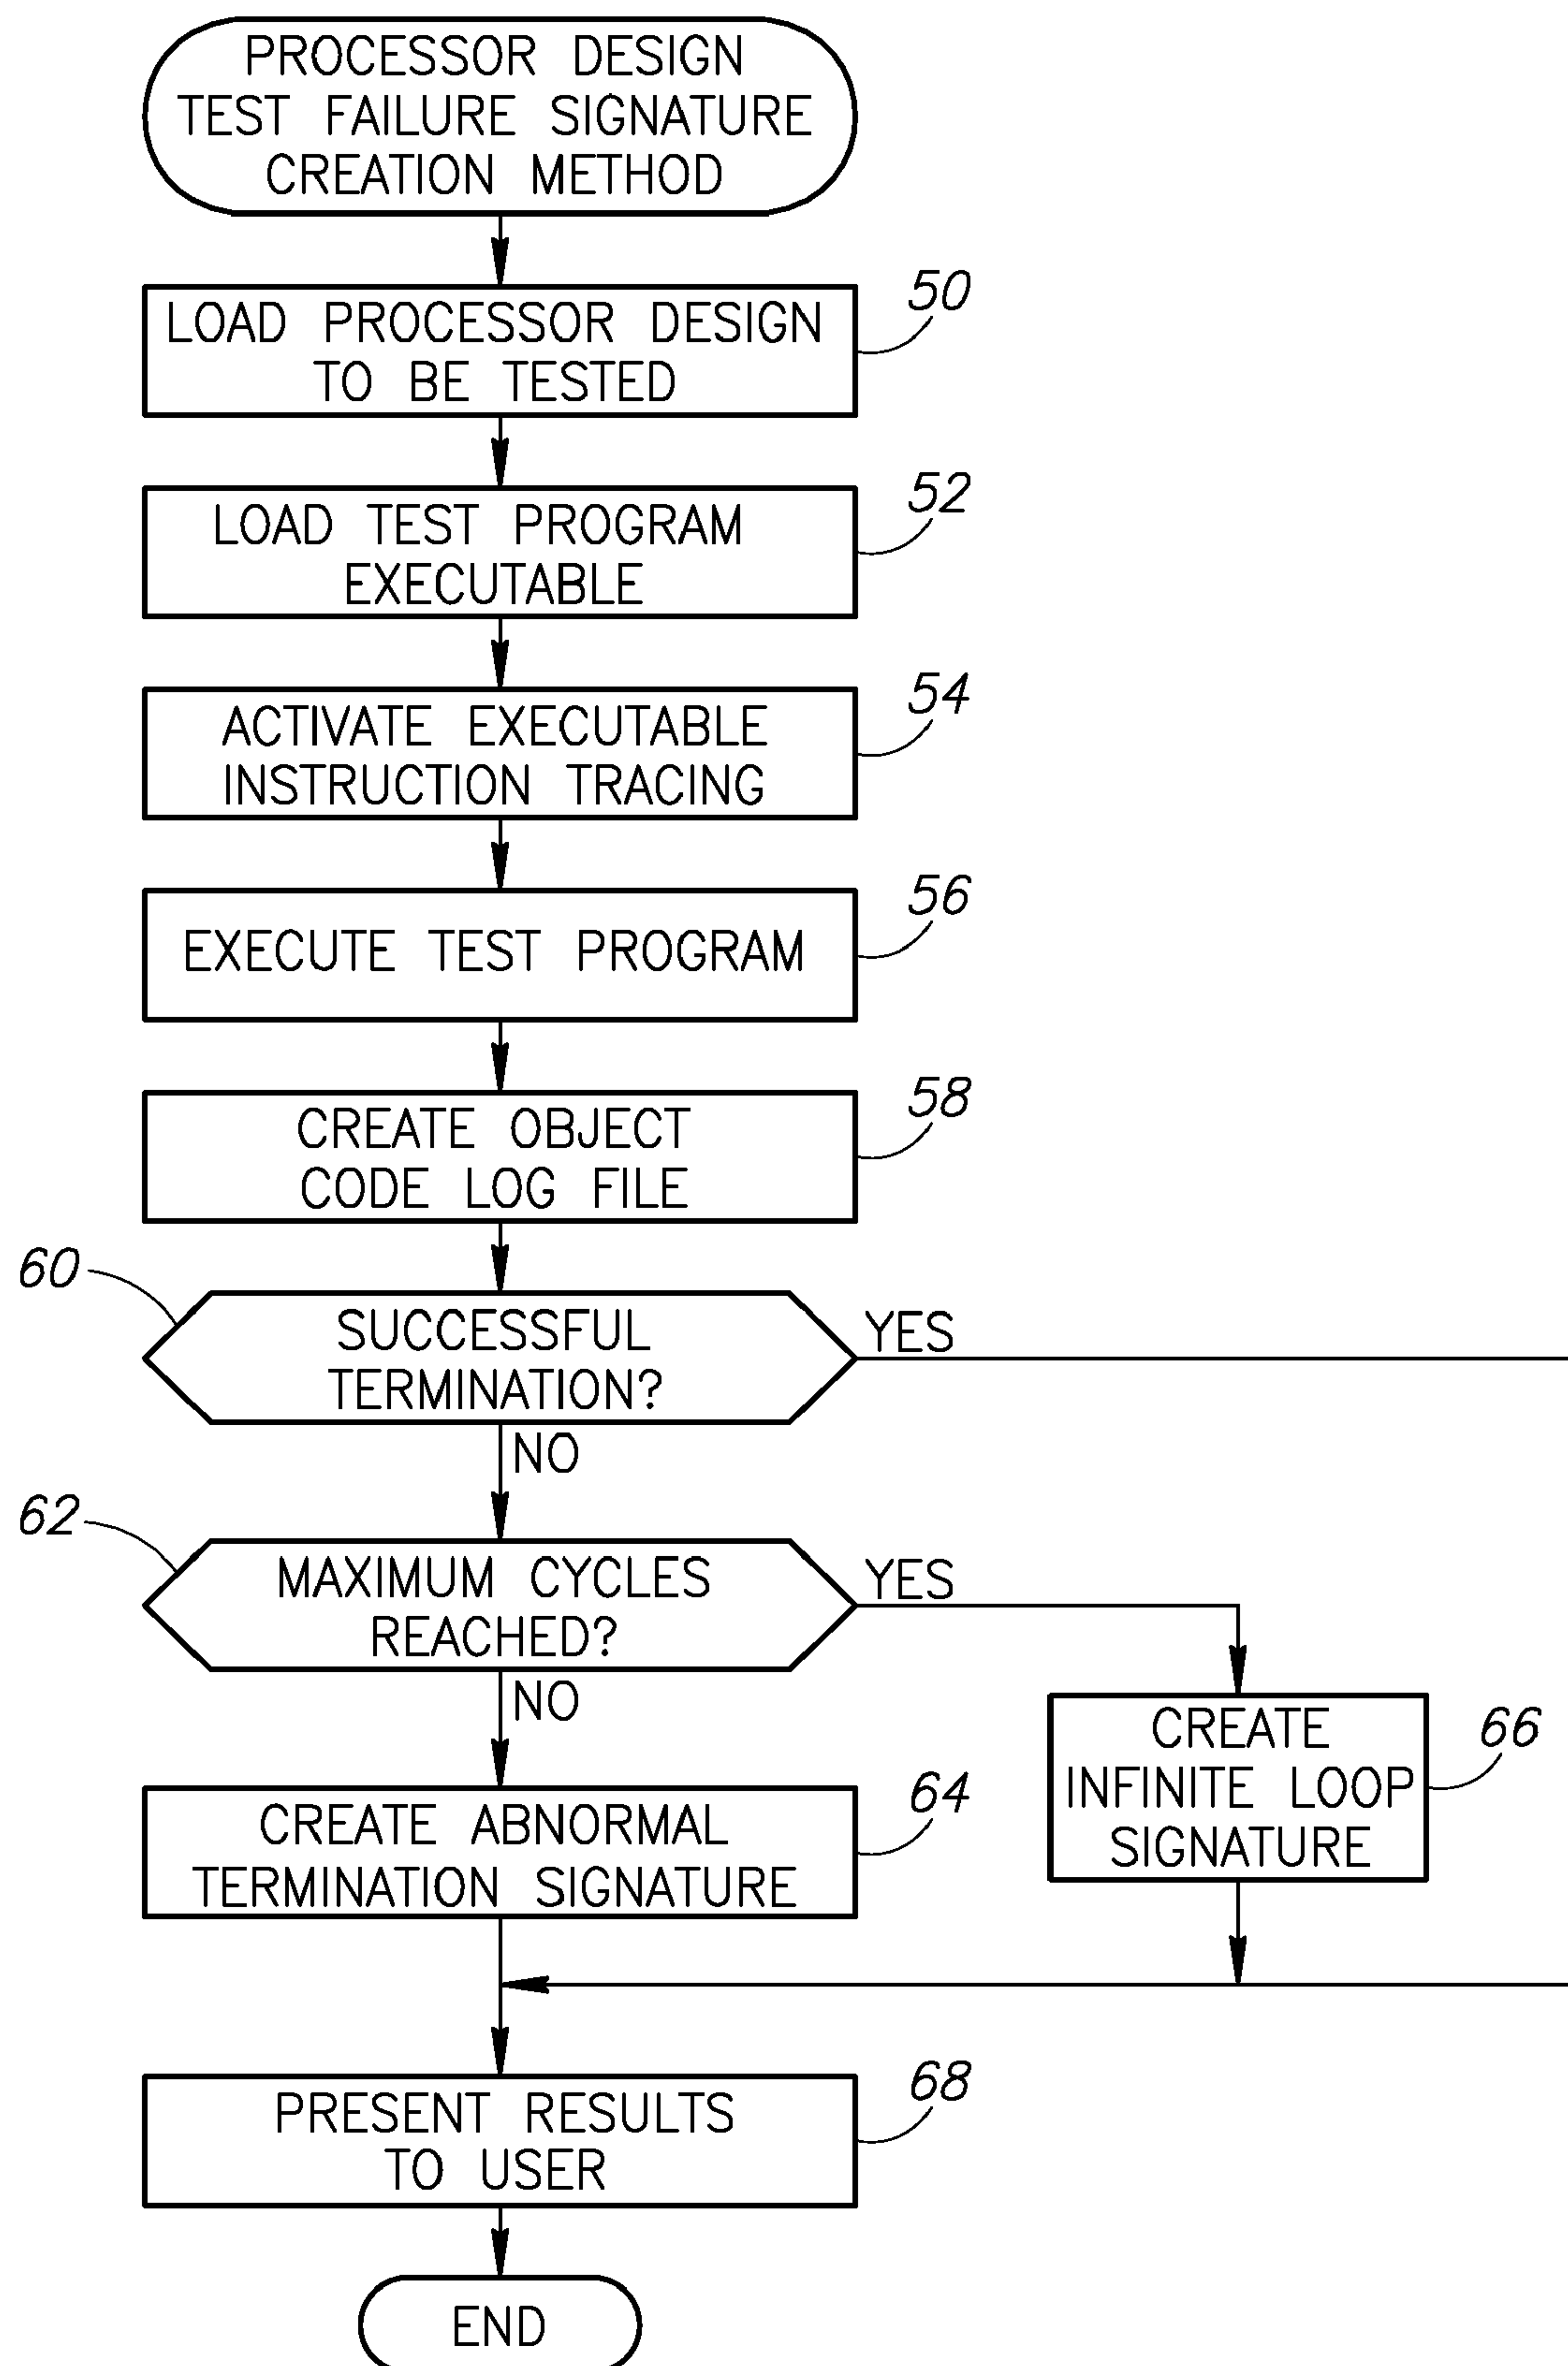 PROCESSOR DESIGN
TEST FAILURE SIGNATURE
CREATION METHOD
50
LOAD PROCESSOR DESIGN
TO BE TESTED
52
LOAD TEST PROGRAM
EXECUTABLE
54
ACTIVATE EXECUTABLE
INSTRUCTION TRACING
56
EXECUTE TEST PROGRAM
58
CREATE OBJECT
CODE LOG FILE
60
SUCCESSFUL
TERMINATION?
YES
NO
62
MAXIMUM CYCLES
REACHED?
YES
NO
CREATE
INFINITE LOOP
SIGNATURE
66
64
CREATE ABNORMAL
TERMINATION SIGNATURE
68
PRESENT RESULTS
TO USER
END